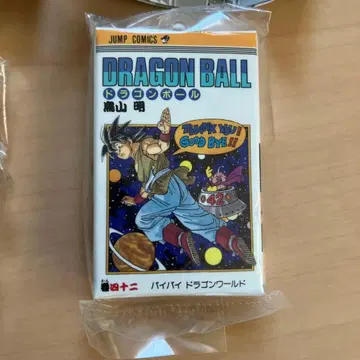 JUMP COMICS
DRAGON BALL
ドラゴンボール
鳥山 明
THANK YOU!
GOOD BYE!!
42
巻四十二
バイバイ ドラゴンワールド